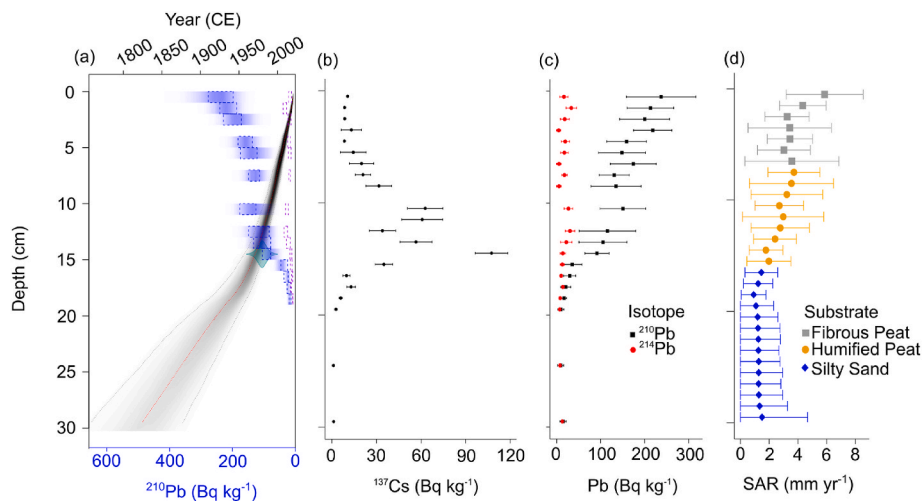 Year (CE)
1800 1850 1900 1950 2000
(a) (b) (c) (d)
0
5
10
15
20
25
30
Depth (cm)
600 200 0
²¹⁰Pb (Bq kg⁻¹)
0 30 60 90 120
¹³⁷Cs (Bq kg⁻¹)
Isotope
²¹⁰Pb
²¹⁴Pb
0 100 200 300
Pb (Bq kg⁻¹)
Substrate
Fibrous Peat
Humified Peat
Silty Sand
0 2 4 6 8
SAR (mm yr⁻¹)